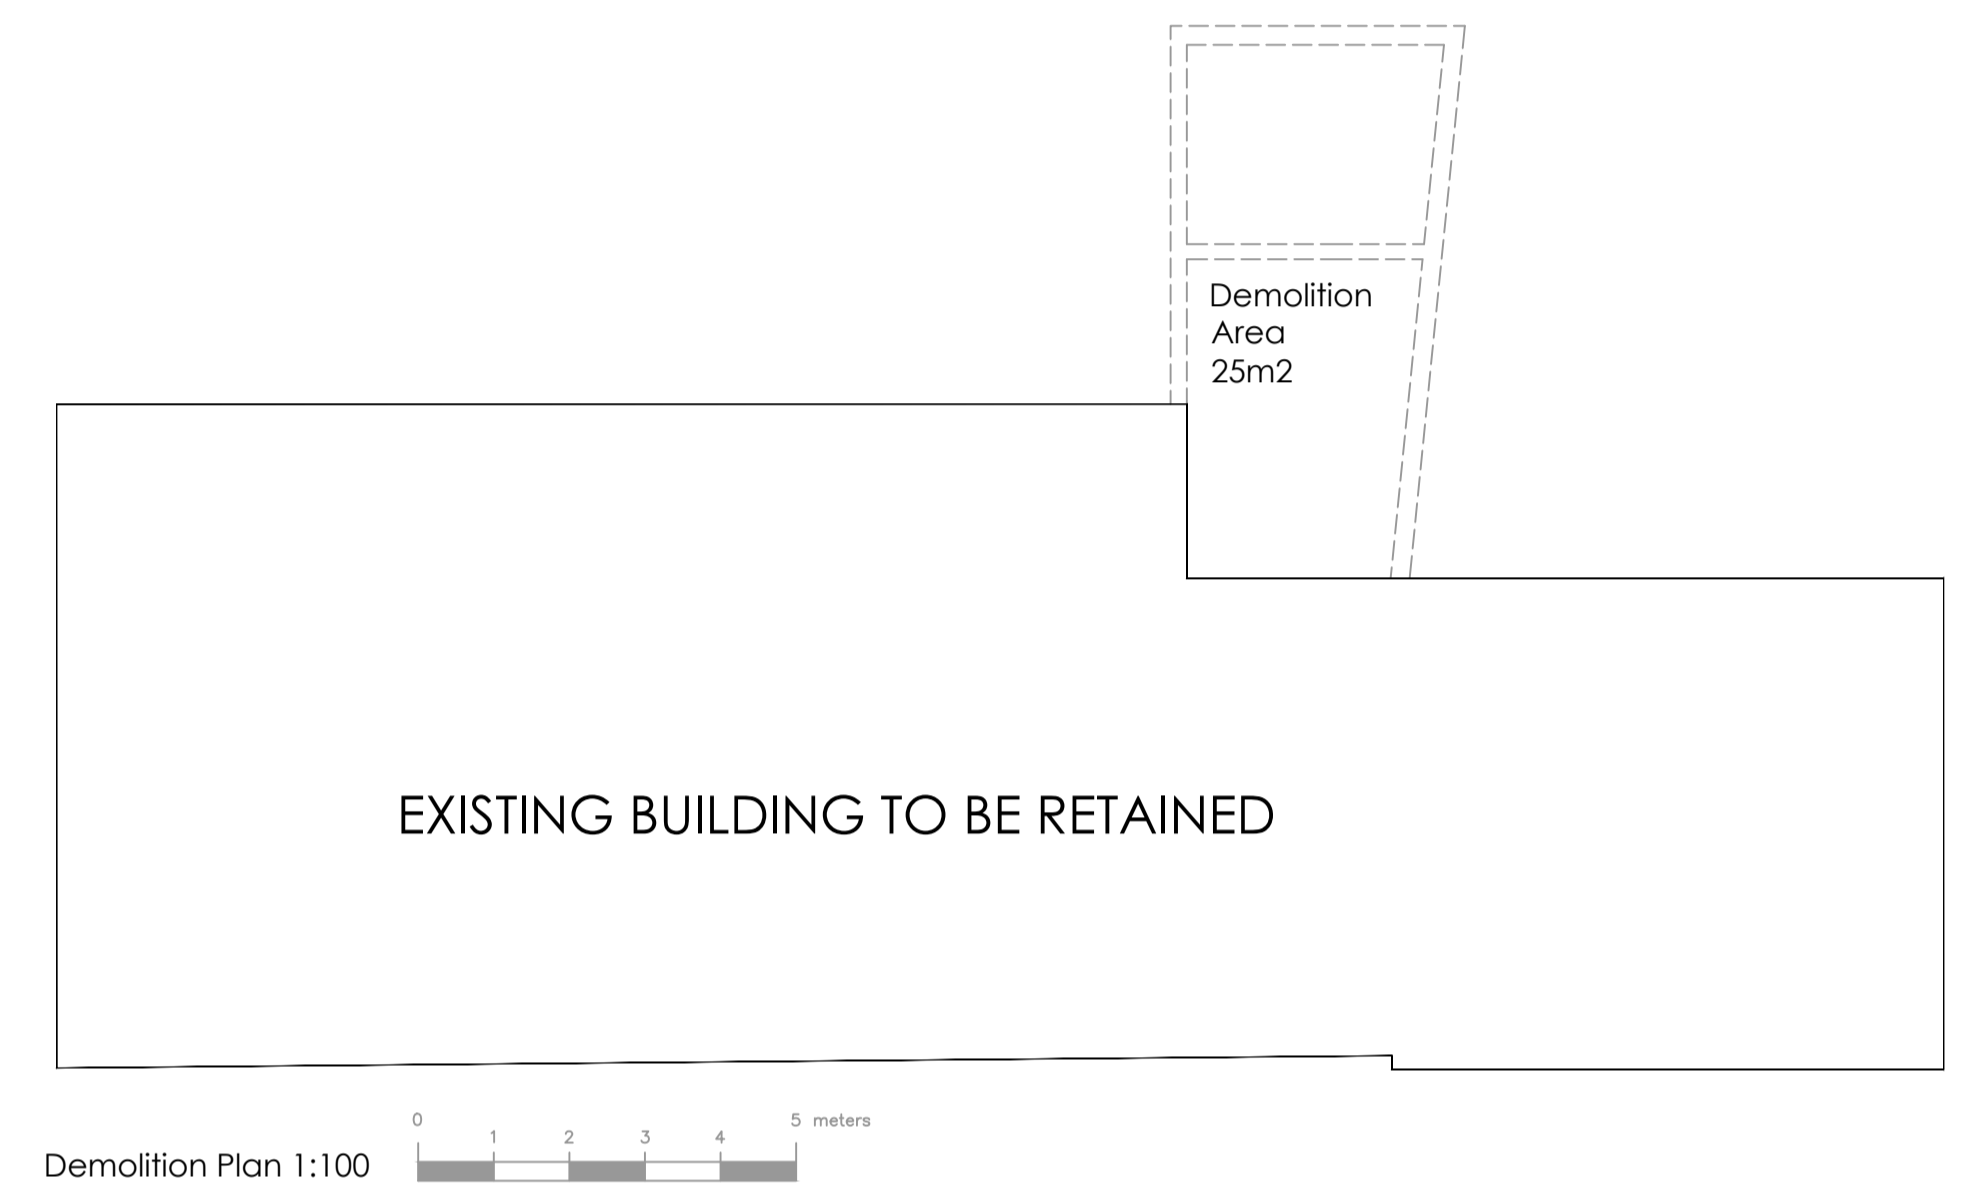 Demolition
Area
25m2
EXISTING BUILDING TO BE RETAINED
0 1 2 3 4 5 meters
Demolition Plan 1:100